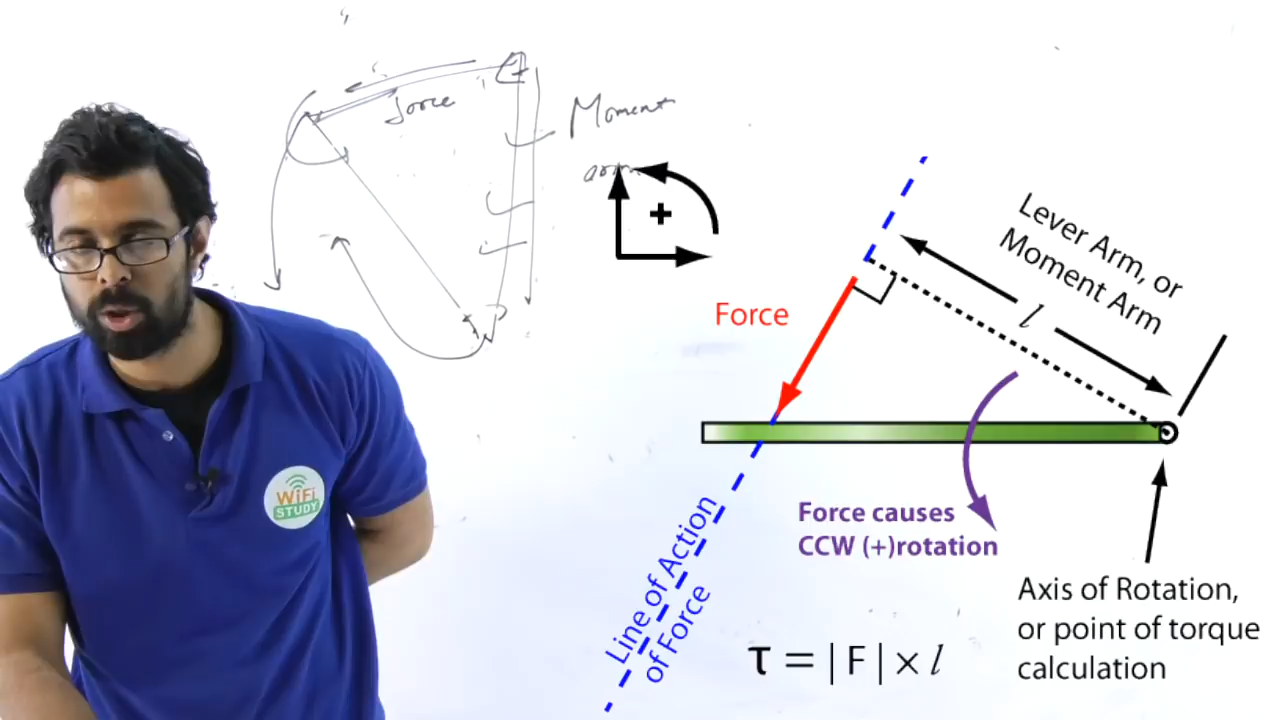 force
Moment
arm
+
Lever Arm, or
Moment Arm
l
Force
Force causes
CCW (+)rotation
Line of Action
of Force
Axis of Rotation,
or point of torque
calculation
τ = | F | × l
WiFi
STUDY